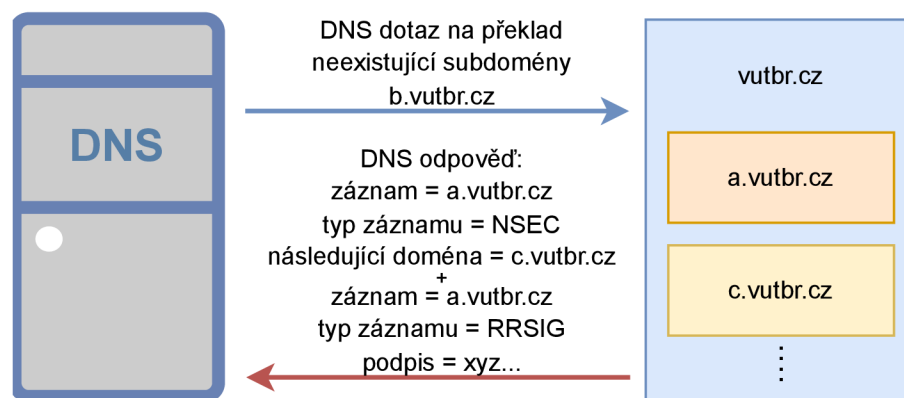 DNS
DNS dotaz na překlad
neexistující subdomény
b.vutbr.cz
DNS odpověď:
záznam = a.vutbr.cz
typ záznamu = NSEC
následující doména = c.vutbr.cz
+
záznam = a.vutbr.cz
typ záznamu = RRSIG
podpis = xyz...
vutbr.cz
a.vutbr.cz
c.vutbr.cz